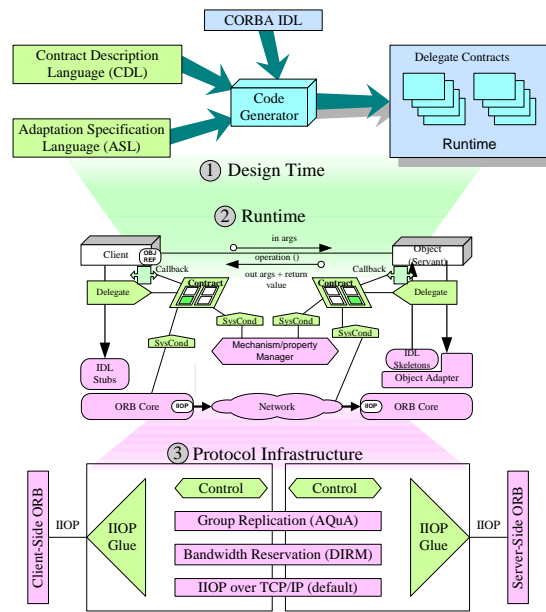 CORBA IDL
Contract Description
Language (CDL)
Delegate Contracts
Code
Generator
Adaptation Specification
Language (ASL)
Runtime
1 Design Time
2 Runtime
in args
Client
OBJ
REF
operation ()
Object
(Servant)
Callback
out args + return
value
Callback
Contract
Contract
Delegate
Delegate
SysCond
SysCond
SysCond
SysCond
Mechanism/property
Manager
IDL
Stubs
IDL
Skeletons
Object Adapter
ORB Core
IIOP
Network
IIOP
ORB Core
3 Protocol Infrastructure
Control
Control
Client-Side ORB
IIOP
IIOP
Glue
Group Replication (AQuA)
Bandwidth Reservation (DIRM)
IIOP over TCP/IP (default)
IIOP
Glue
IIOP
Server-Side ORB